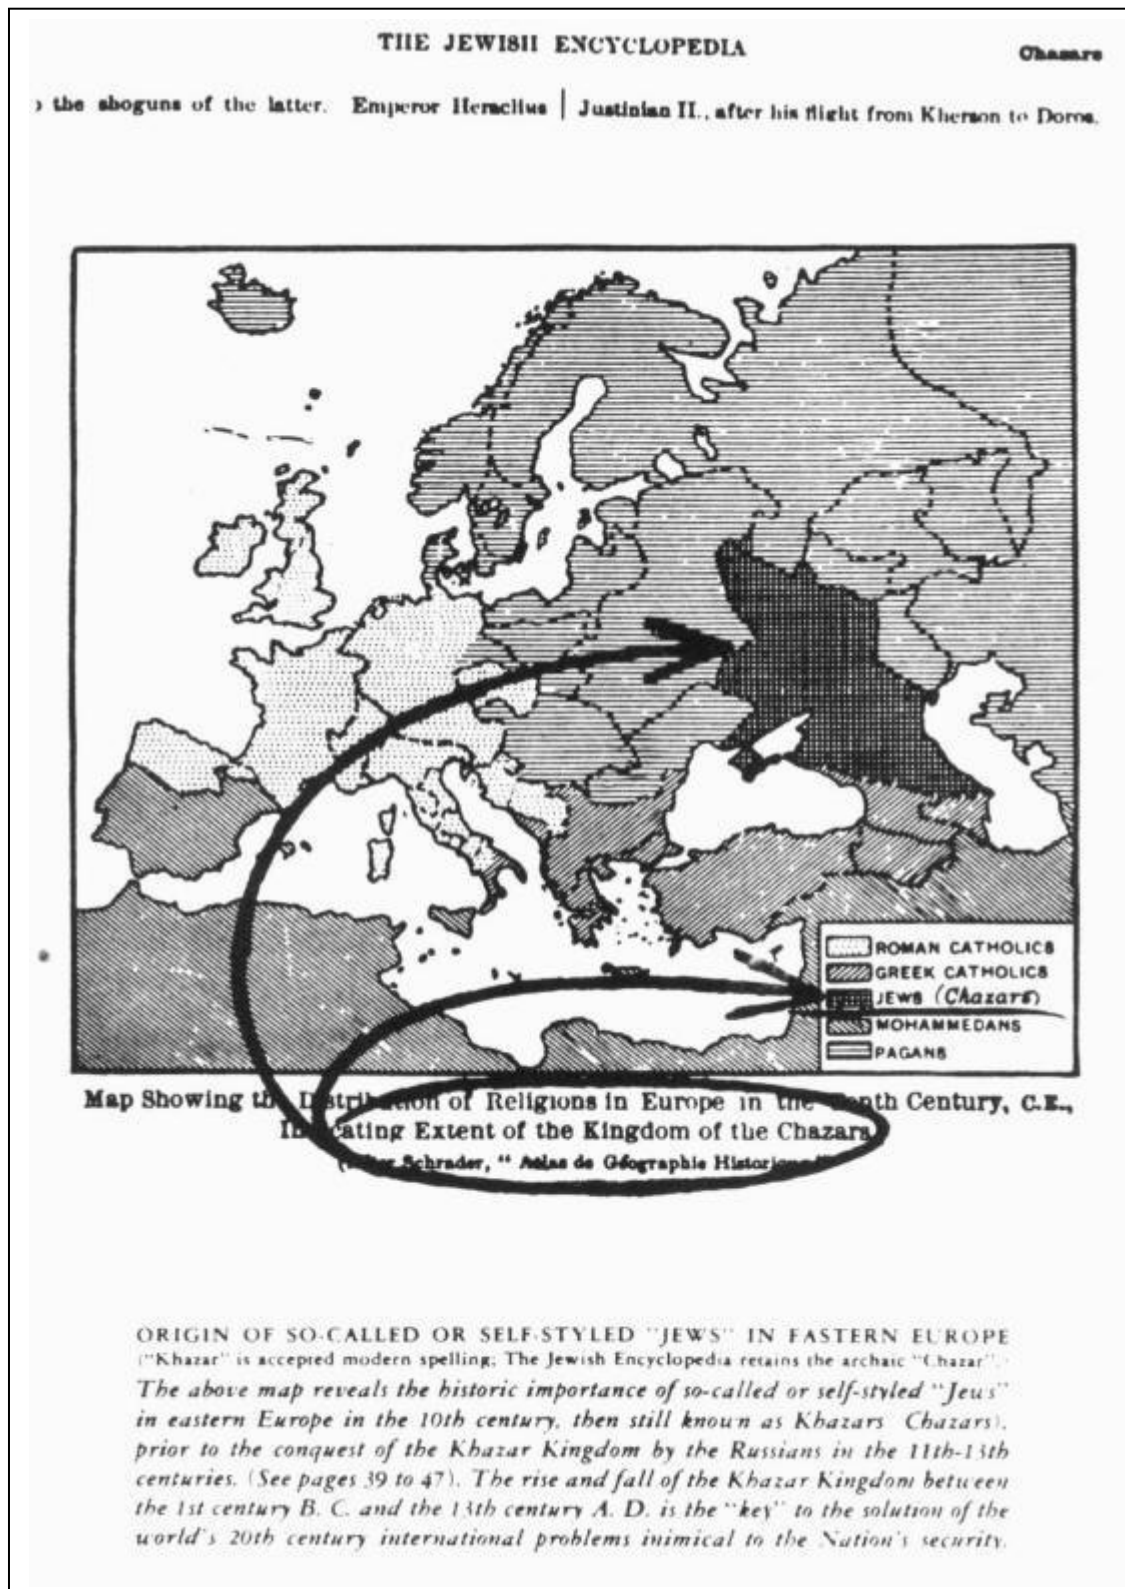 THE JEWISH ENCYCLOPEDIA
Chasars
the shoguns of the latter. Emperor Heraclius
Justinian II., after his flight from Kherson to Doros.
ROMAN CATHOLICS
GREEK CATHOLICS
JEWS (Chazars)
MOHAMMEDANS
PAGANS
Map Showing the Distribution of Religions in Europe in the Tenth Century, C.E.,
Indicating Extent of the Kingdom of the Chazars
Schrader, "Atlas de Géographie Historique"
ORIGIN OF SO-CALLED OR SELF-STYLED "JEWS" IN EASTERN EUROPE
("Khazar" is accepted modern spelling; The Jewish Encyclopedia retains the archaic "Chazar".)
The above map reveals the historic importance of so-called or self-styled "Jews"
in eastern Europe in the 10th century, then still known as Khazars Chazars),
prior to the conquest of the Khazar Kingdom by the Russians in the 11th-13th
centuries. (See pages 39 to 47). The rise and fall of the Khazar Kingdom between
the 1st century B. C. and the 13th century A. D. is the "key" to the solution of the
world's 20th century international problems inimical to the Nation's security.